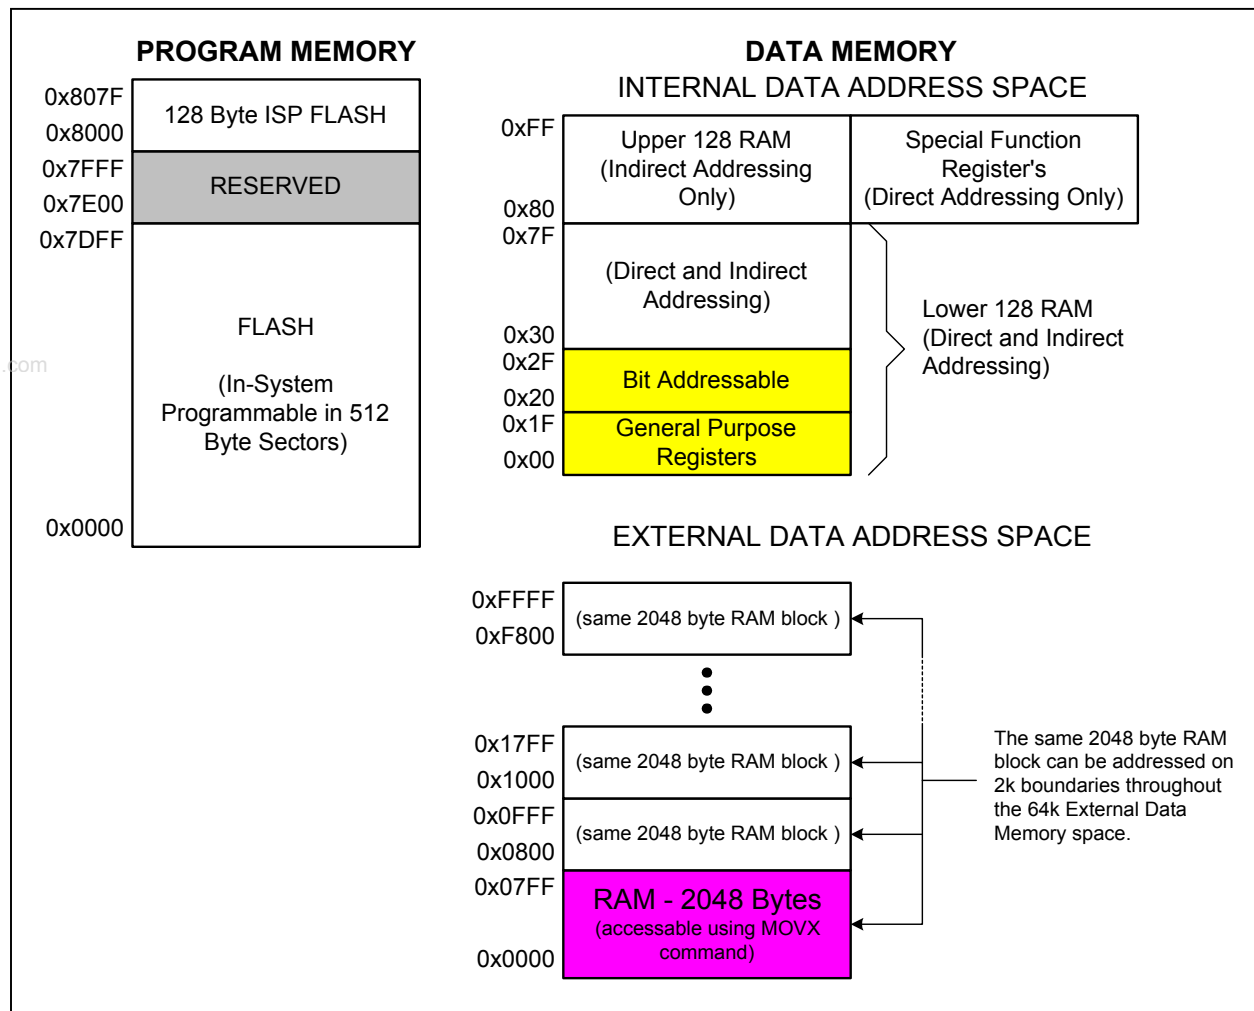 PROGRAM MEMORY
0x807F
0x8000
128 Byte ISP FLASH
0x7FFF
0x7E00
RESERVED
0x7DFF
FLASH
(In-System
Programmable in 512
Byte Sectors)
0x0000
.com
DATA MEMORY
INTERNAL DATA ADDRESS SPACE
0xFF
Upper 128 RAM
(Indirect Addressing
Only)
0x80
Special Function
Register's
(Direct Addressing Only)
0x7F
(Direct and Indirect
Addressing)
0x30
0x2F
Bit Addressable
0x20
0x1F
General Purpose
Registers
0x00
Lower 128 RAM
(Direct and Indirect
Addressing)
EXTERNAL DATA ADDRESS SPACE
0xFFFF
(same 2048 byte RAM block )
0xF800
0x17FF
(same 2048 byte RAM block )
0x1000
0x0FFF
(same 2048 byte RAM block )
0x0800
0x07FF
RAM - 2048 Bytes
(accessable using MOVX
command)
0x0000
The same 2048 byte RAM
block can be addressed on
2k boundaries throughout
the 64k External Data
Memory space.